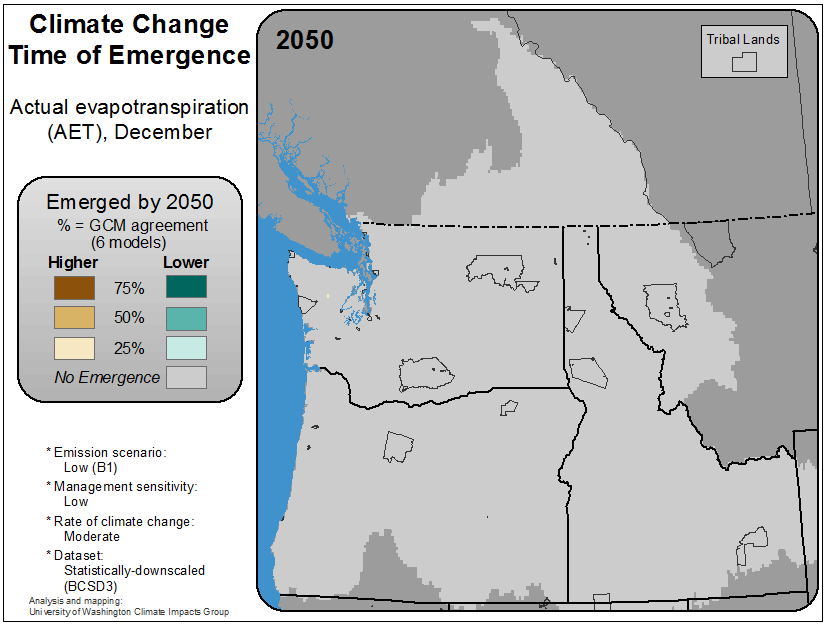 Climate Change
Time of Emergence
Actual evapotranspiration
(AET), December
Emerged by 2050
% = GCM agreement
(6 models)
Higher
Lower
75%
50%
25%
No Emergence
* Emission scenario:
Low (B1)
* Management sensitivity:
Low
* Rate of climate change:
Moderate
* Dataset:
Statistically-downscaled
(BCSD3)
Analysis and mapping:
University of Washington Climate Impacts Group
2050
Tribal Lands